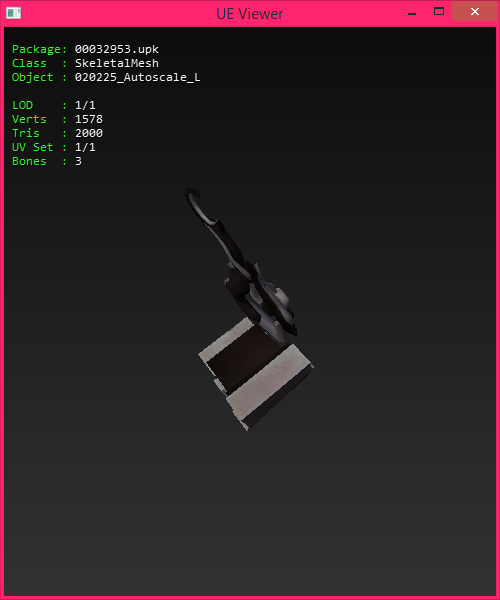 UE Viewer
Package: 00032953.upk
Class : SkeletalMesh
Object : 020225_Autoscale_L
LOD : 1/1
Verts : 1578
Tris : 2000
UV Set : 1/1
Bones : 3